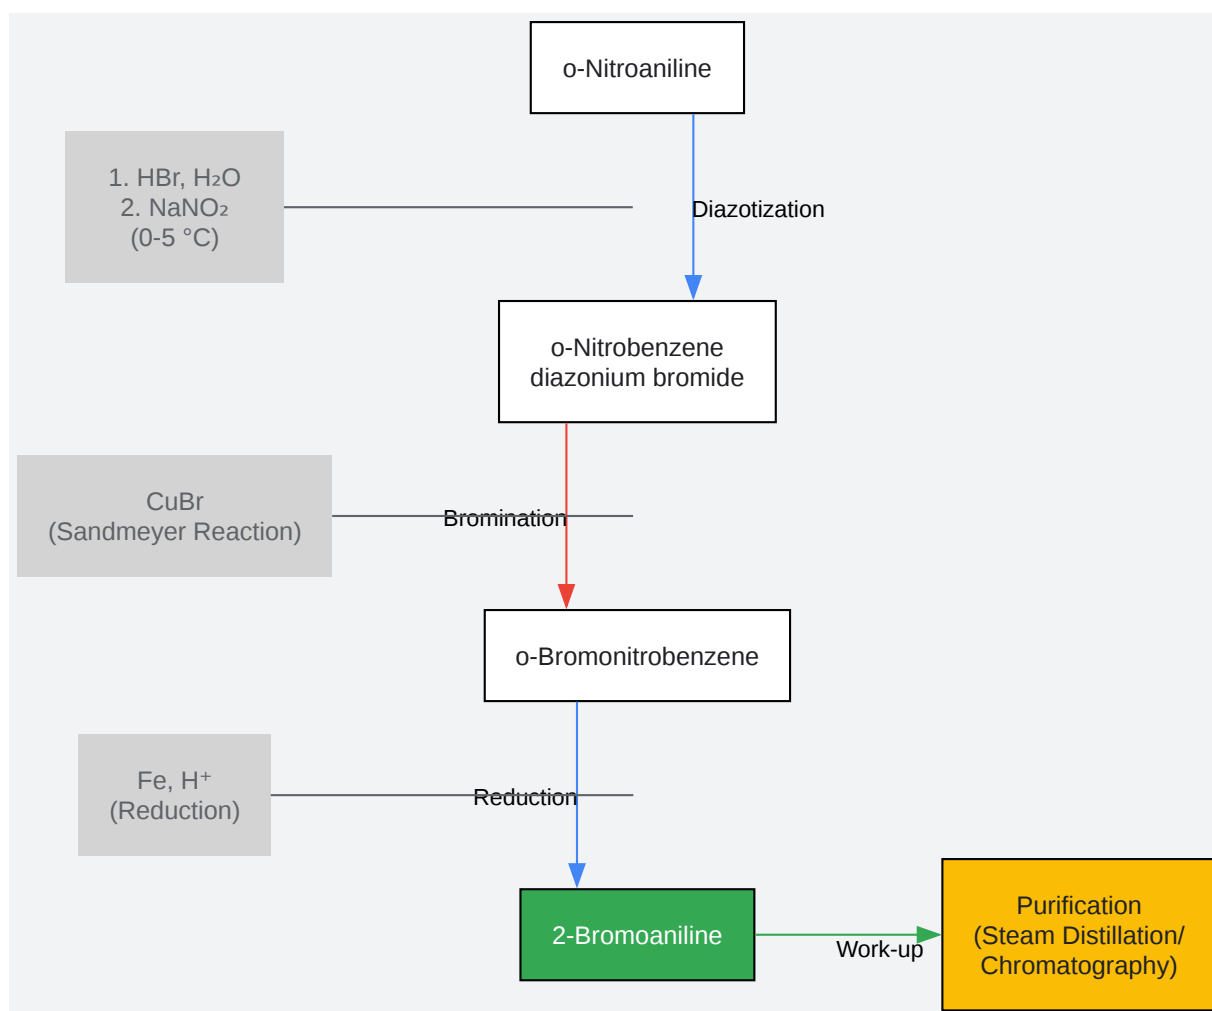 o-Nitroaniline
1. HBr, H₂O
2. NaNO₂
(0-5 °C)
Diazotization
o-Nitrobenzene
diazonium bromide
CuBr
(Sandmeyer Reaction)
Bromination
o-Bromonitrobenzene
Fe, H⁺
(Reduction)
Reduction
2-Bromoaniline
Work-up
Purification
(Steam Distillation/
Chromatography)